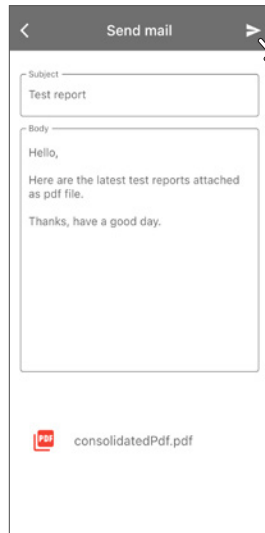 Send mail
Subject
Test report
Body
Hello,
Here are the latest test reports attached
as pdf file.
Thanks, have a good day.
PDF
consolidatedPdf.pdf